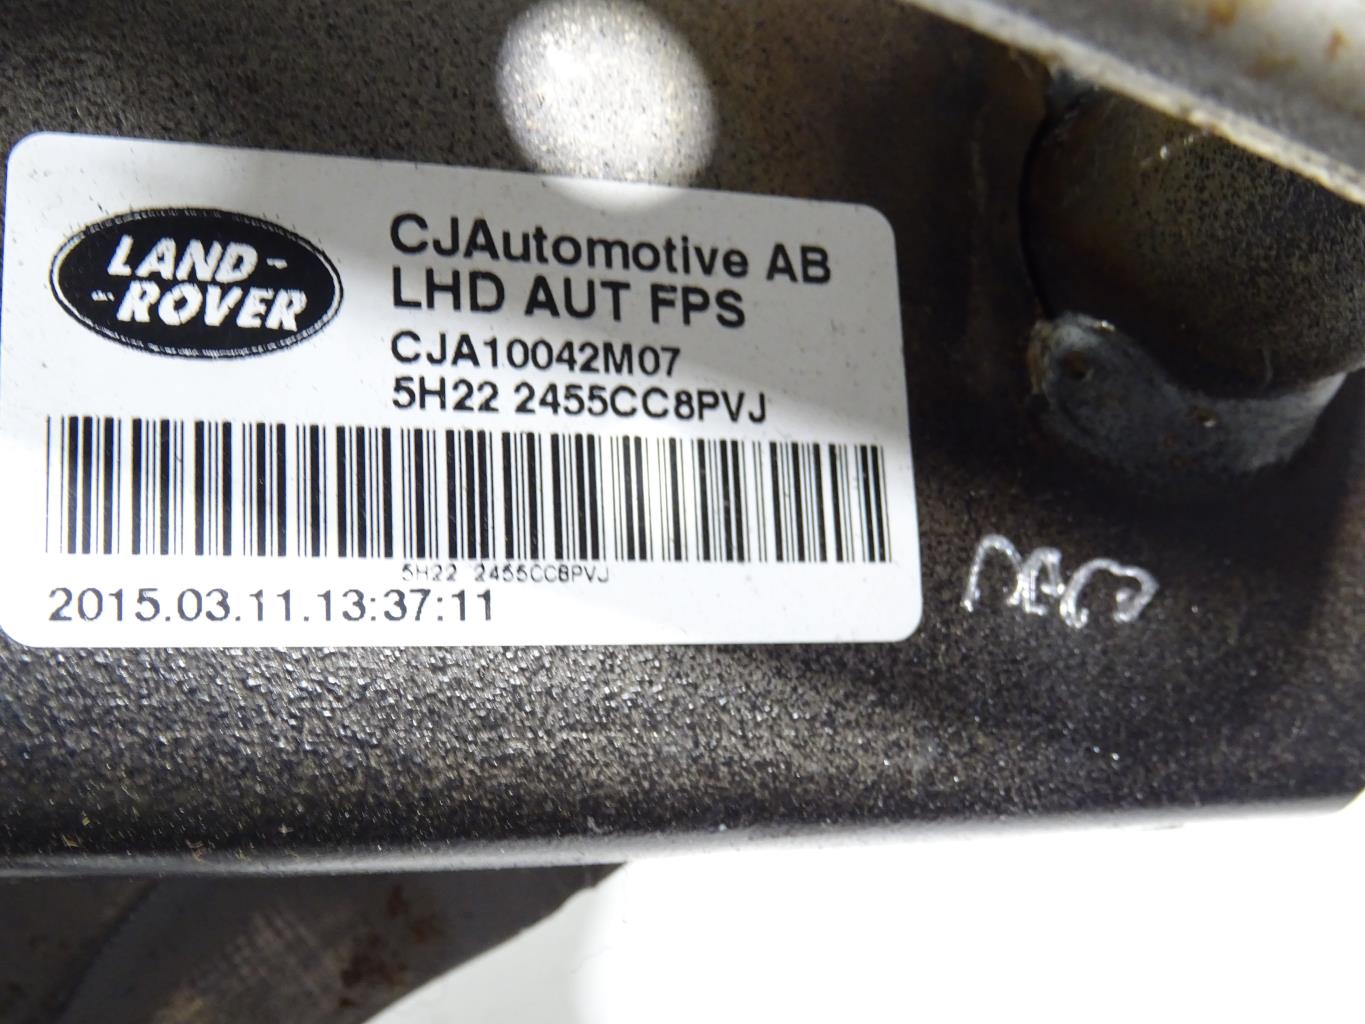 LAND-
-ROVER
CJAutomotive AB
LHD AUT FPS
CJA10042M07
5H22 2455CC8PVJ
5H22 2455CC8PVJ
2015.03.11.13:37:11